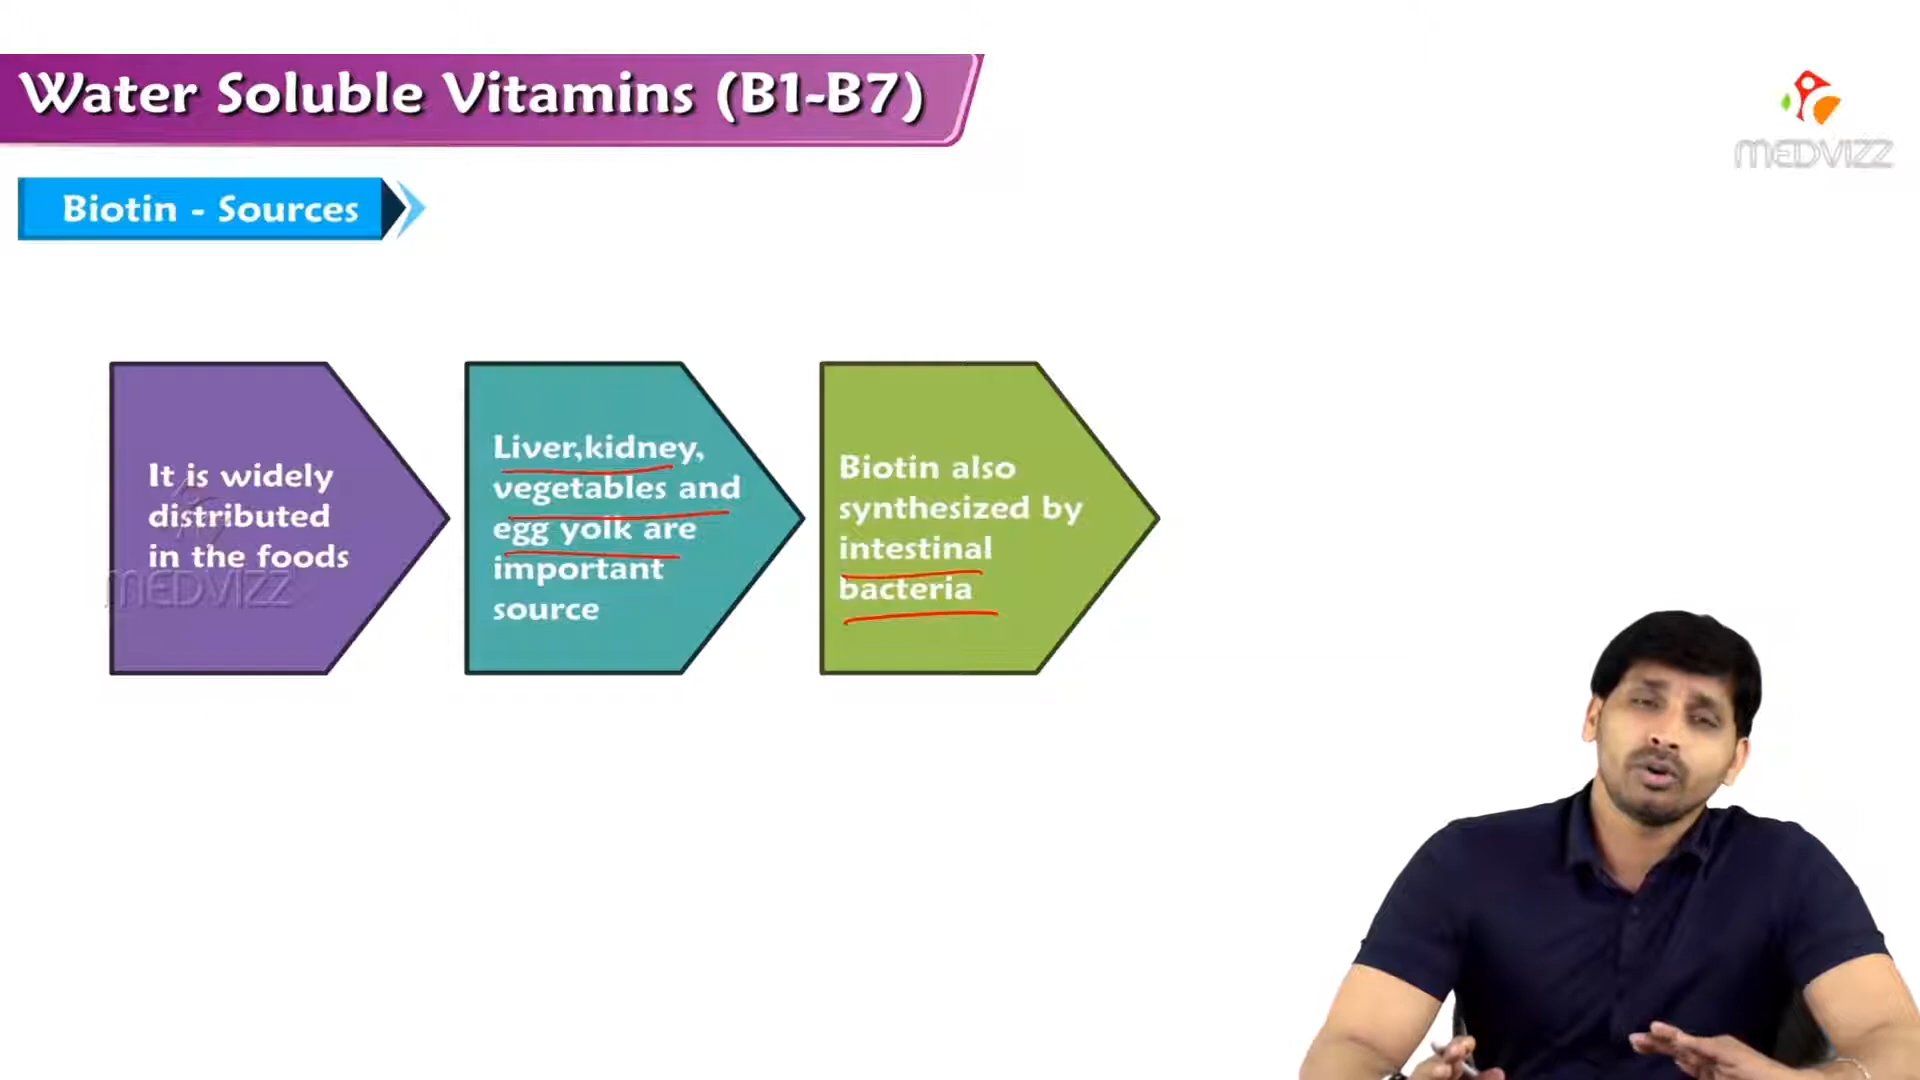 Water Soluble Vitamins (B1-B7)
MEDVIZZ
Biotin - Sources
It is widely
distributed
in the foods
MEDVIZZ
Liver,kidney,
vegetables and
egg yolk are
important
source
Biotin also
synthesized by
intestinal
bacteria